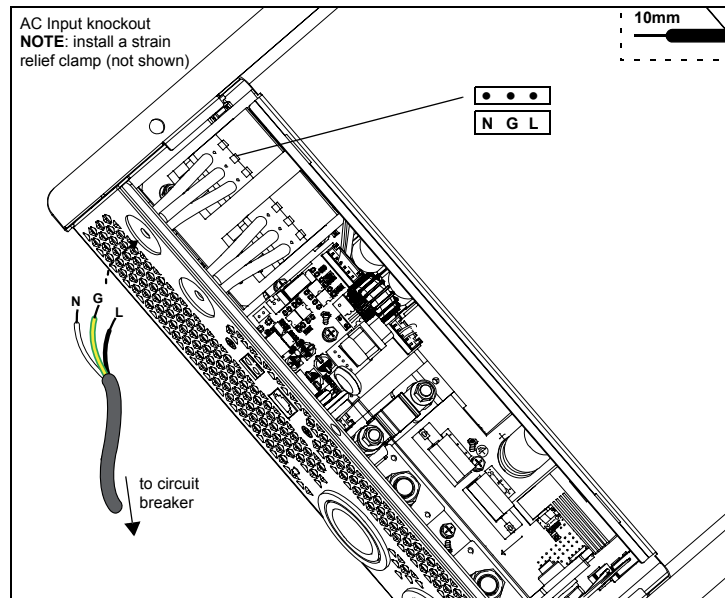 AC Input knockout
NOTE: install a strain
relief clamp (not shown)
10mm
N G L
N
G
L
to circuit
breaker